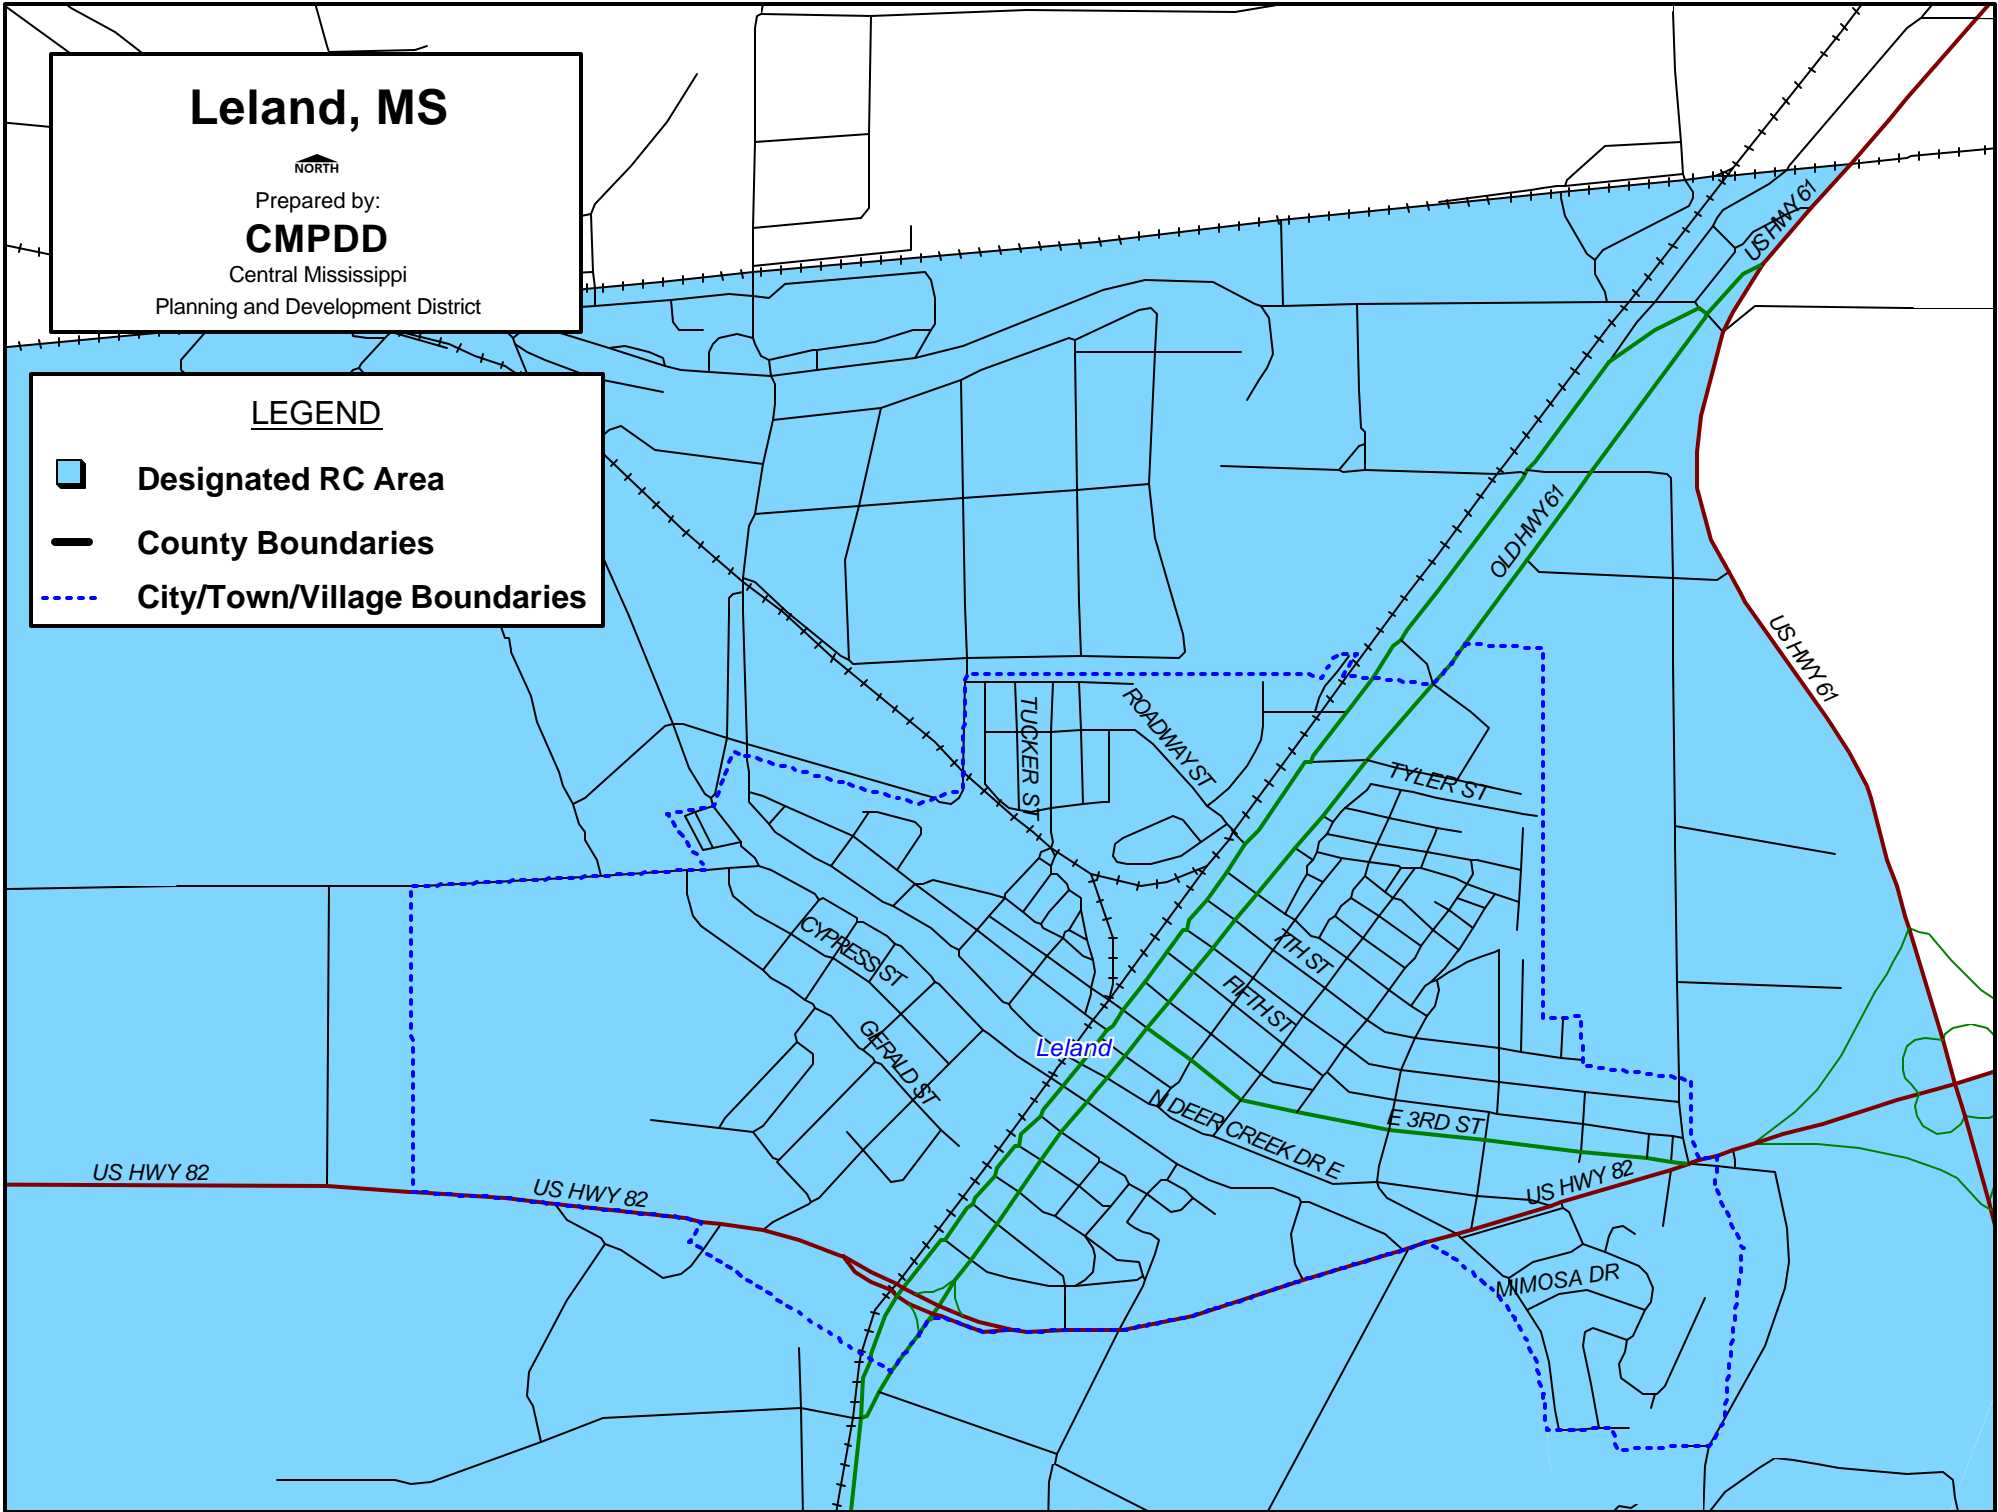 Leland, MS
NORTH
Prepared by:
CMPDD
Central Mississippi
Planning and Development District
LEGEND
Designated RC Area
County Boundaries
City/Town/Village Boundaries
US HWY 61
OLD HWY 61
US HWY 61
TUCKER ST
ROADWAY ST
TYLER ST
CYPRESS ST
7TH ST
FIFTH ST
GERALD ST
Leland
N DEER CREEK DR E
E 3RD ST
US HWY 82
US HWY 82
US HWY 82
MIMOSA DR